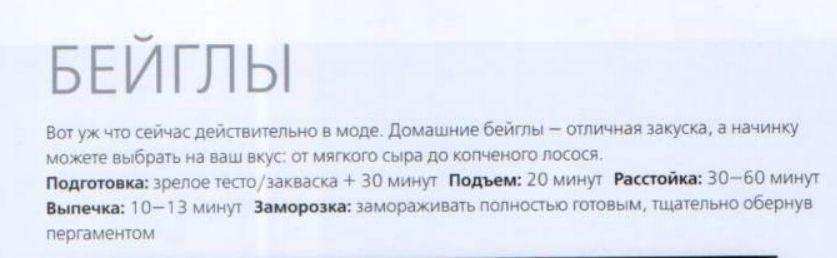 БЕЙГЛЫ
Вот уж что сейчас действительно в моде. Домашние бейглы — отличная закуска, а начинку
можете выбрать на ваш вкус: от мягкого сыра до копченого лосося.
Подготовка: зрелое тесто/закваска + 30 минут Подъем: 20 минут Расстойка: 30—60 минут
Выпечка: 10—13 минут Заморозка: замораживать полностью готовым, тщательно обернув
пергаментом